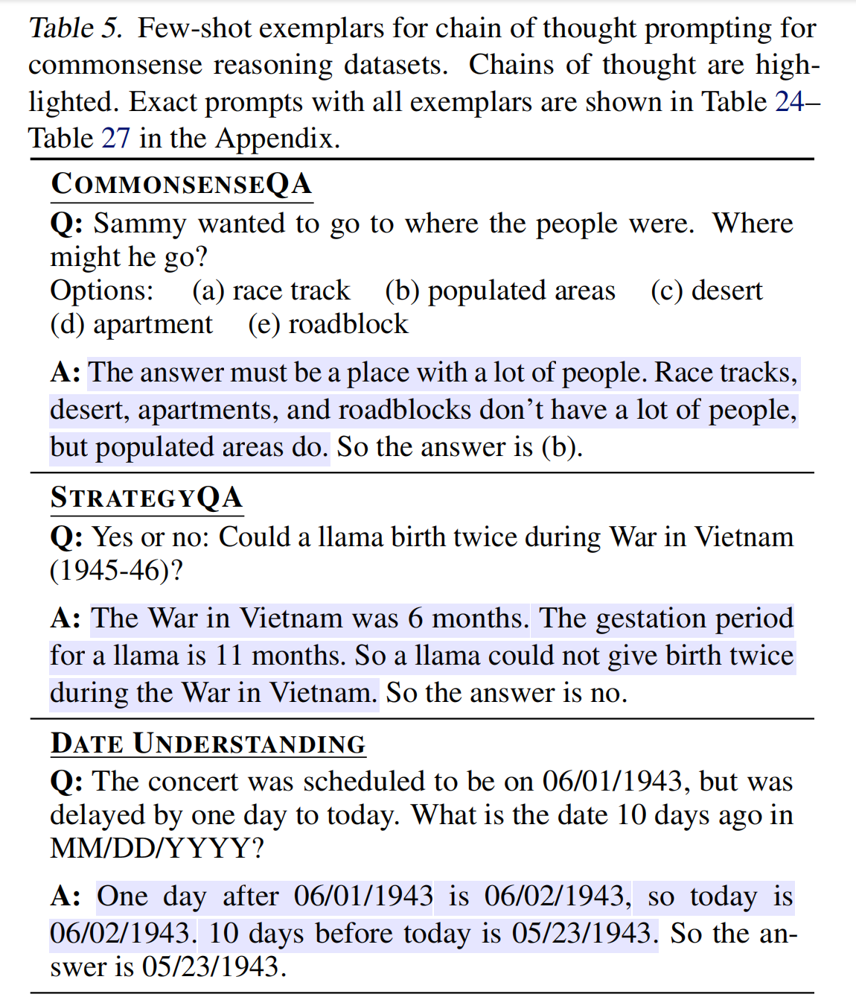 Table 5. Few-shot exemplars for chain of thought prompting for
commonsense reasoning datasets. Chains of thought are high-
lighted. Exact prompts with all exemplars are shown in Table 24–
Table 27 in the Appendix.
COMMONSENSEQA
Q: Sammy wanted to go to where the people were. Where
might he go?
Options: (a) race track (b) populated areas (c) desert
(d) apartment (e) roadblock
A: The answer must be a place with a lot of people. Race tracks,
desert, apartments, and roadblocks don’t have a lot of people,
but populated areas do. So the answer is (b).
STRATEGYQA
Q: Yes or no: Could a llama birth twice during War in Vietnam
(1945-46)?
A: The War in Vietnam was 6 months. The gestation period
for a llama is 11 months. So a llama could not give birth twice
during the War in Vietnam. So the answer is no.
DATE UNDERSTANDING
Q: The concert was scheduled to be on 06/01/1943, but was
delayed by one day to today. What is the date 10 days ago in
MM/DD/YYYY?
A: One day after 06/01/1943 is 06/02/1943, so today is
06/02/1943. 10 days before today is 05/23/1943. So the an-
swer is 05/23/1943.